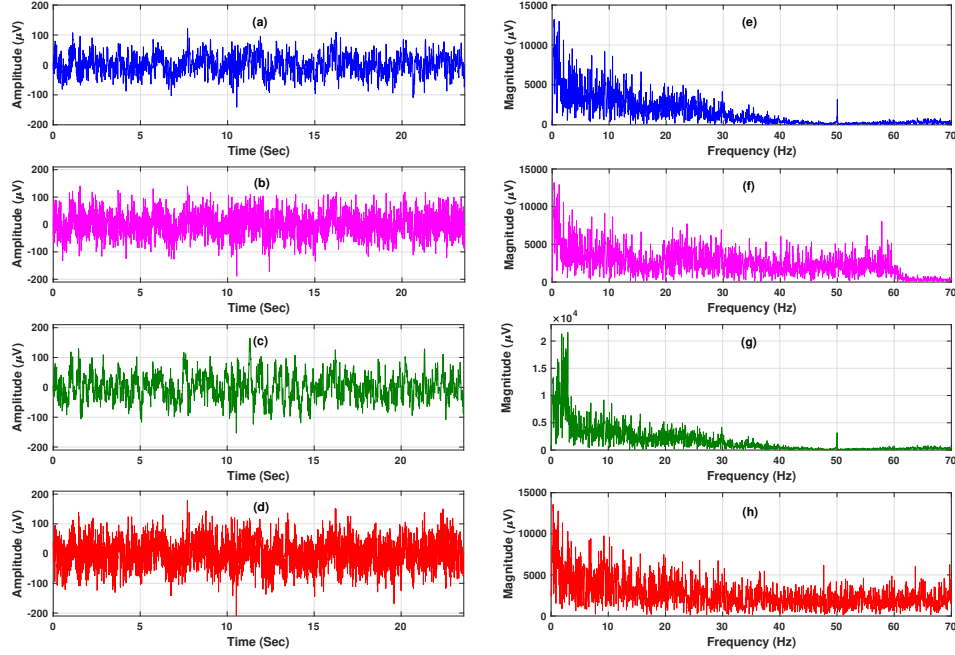 (a)
Amplitude (μV)
200
100
0
-100
-200
0 5 10 15 20
Time (Sec)
(e)
Magnitude (μV)
15000
10000
5000
0
0 10 20 30 40 50 60 70
Frequency (Hz)
(b)
Amplitude (μV)
200
100
0
-100
-200
0 5 10 15 20
Time (Sec)
(f)
Magnitude (μV)
15000
10000
5000
0
0 10 20 30 40 50 60 70
Frequency (Hz)
(c)
Amplitude (μV)
200
100
0
-100
-200
0 5 10 15 20
Time (Sec)
×10⁴
(g)
Magnitude (μV)
2
1.5
1
0.5
0
0 10 20 30 40 50 60 70
Frequency (Hz)
(d)
Amplitude (μV)
200
100
0
-100
-200
0 5 10 15 20
Time (Sec)
(h)
Magnitude (μV)
15000
10000
5000
0
0 10 20 30 40 50 60 70
Frequency (Hz)